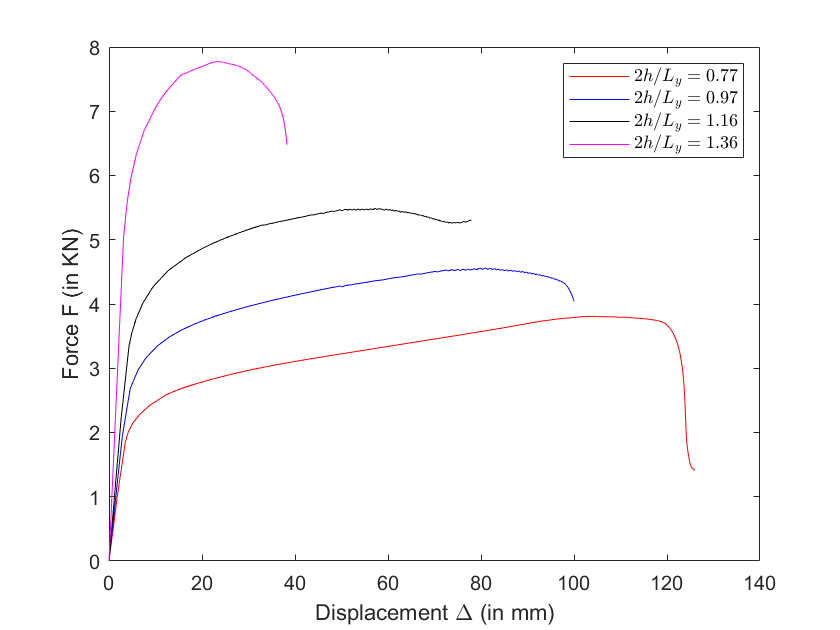 8
7
6
5
4
3
2
1
0
0 20 40 60 80 100 120 140
Force F (in KN)
Displacement Δ (in mm)
2h/L_y = 0.77
2h/L_y = 0.97
2h/L_y = 1.16
2h/L_y = 1.36